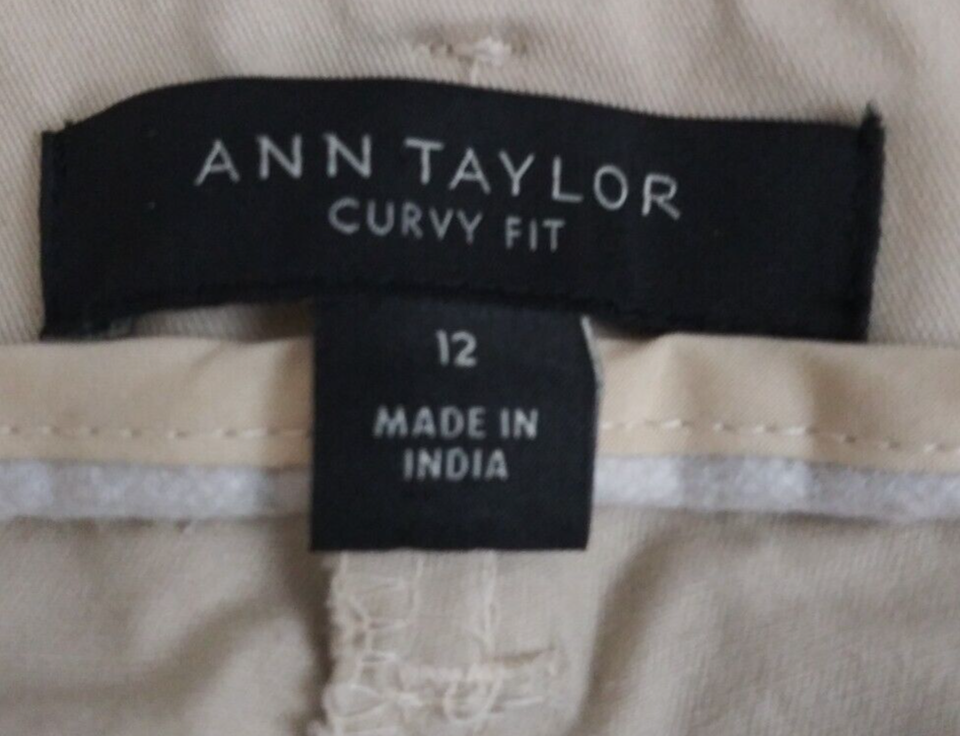 ANN TAYLOR
CURVY FIT
12
MADE IN
INDIA